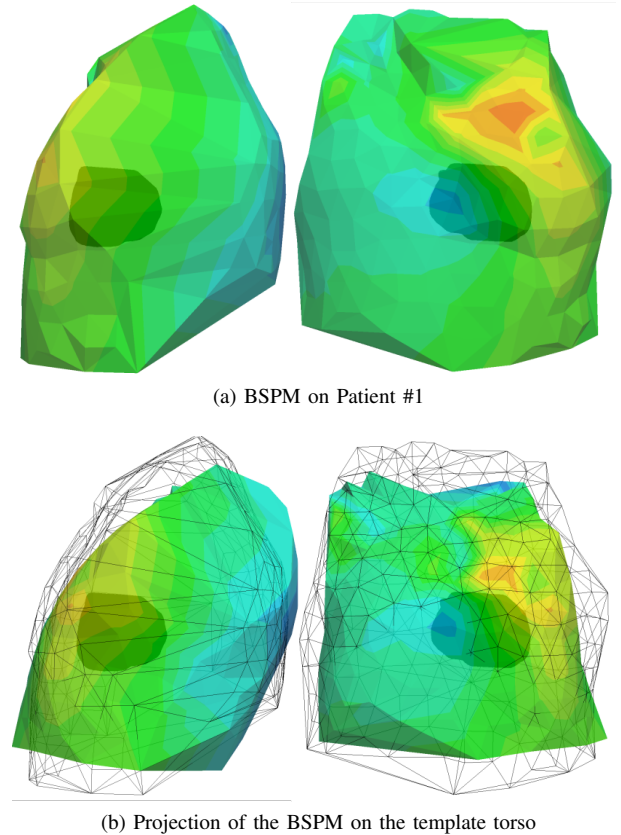 (a) BSPM on Patient #1
(b) Projection of the BSPM on the template torso